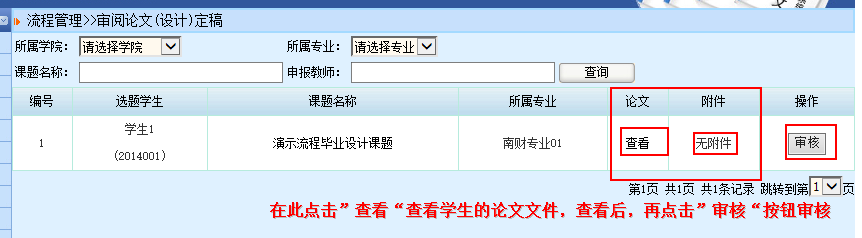 流程管理>>审阅论文(设计)定稿
所属学院： 请选择学院 所属专业： 请选择专业
课题名称： 申报教师： 查询
编号 选题学生 课题名称 所属专业 论文 附件 操作
1 学生1 (2014001) 演示流程毕业设计课题 南财专业01 查看 无附件 审核
第1页 共1页 共1条记录 跳转到第1页
在此点击”查看“查看学生的论文文件，查看后，再点击”审核“按钮审核